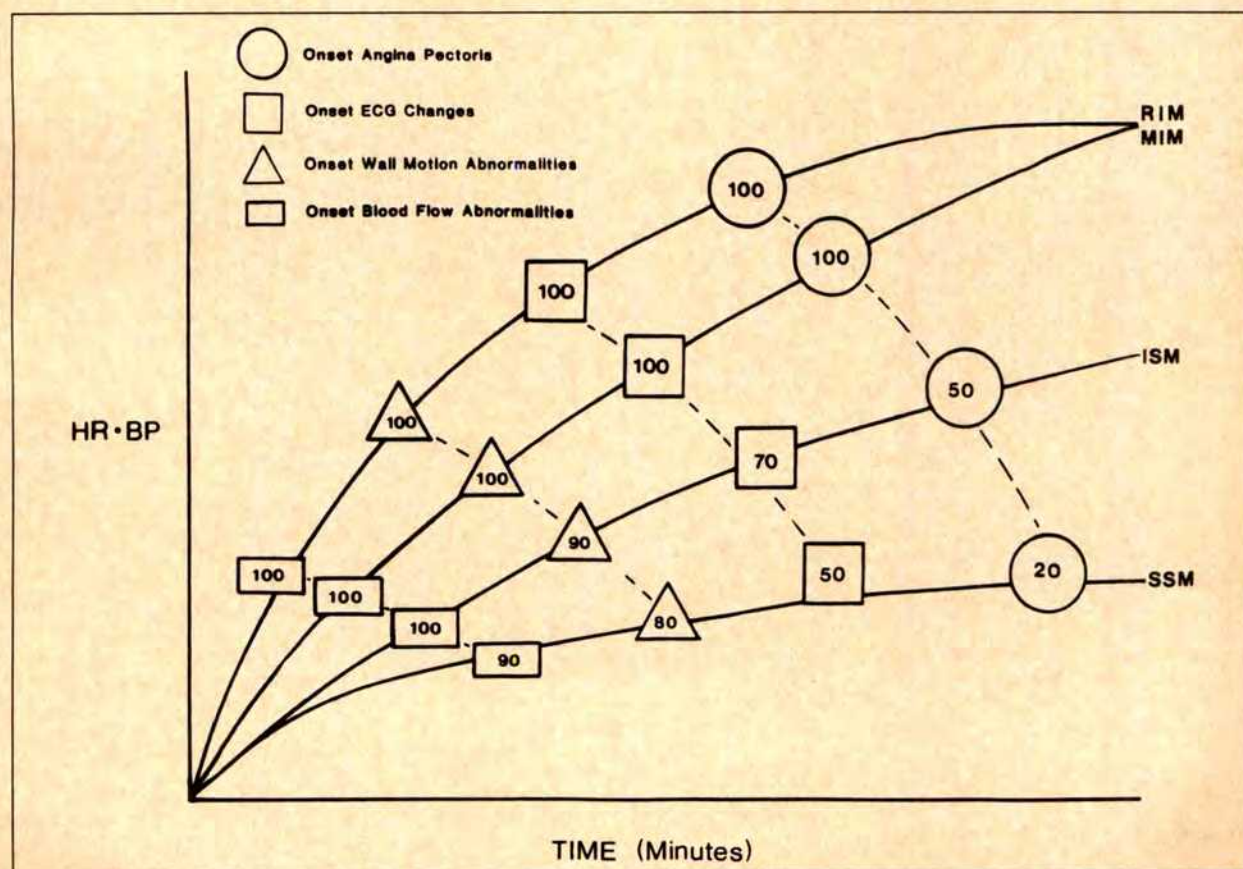 Onset Angina Pectoris
Onset ECG Changes
Onset Wall Motion Abnormalities
Onset Blood Flow Abnormalities
RIM
MIM
ISM
SSM
HR•BP
100
100
100
100
50
100
70
100
90
50
20
100
100
80
100
90
TIME (Minutes)